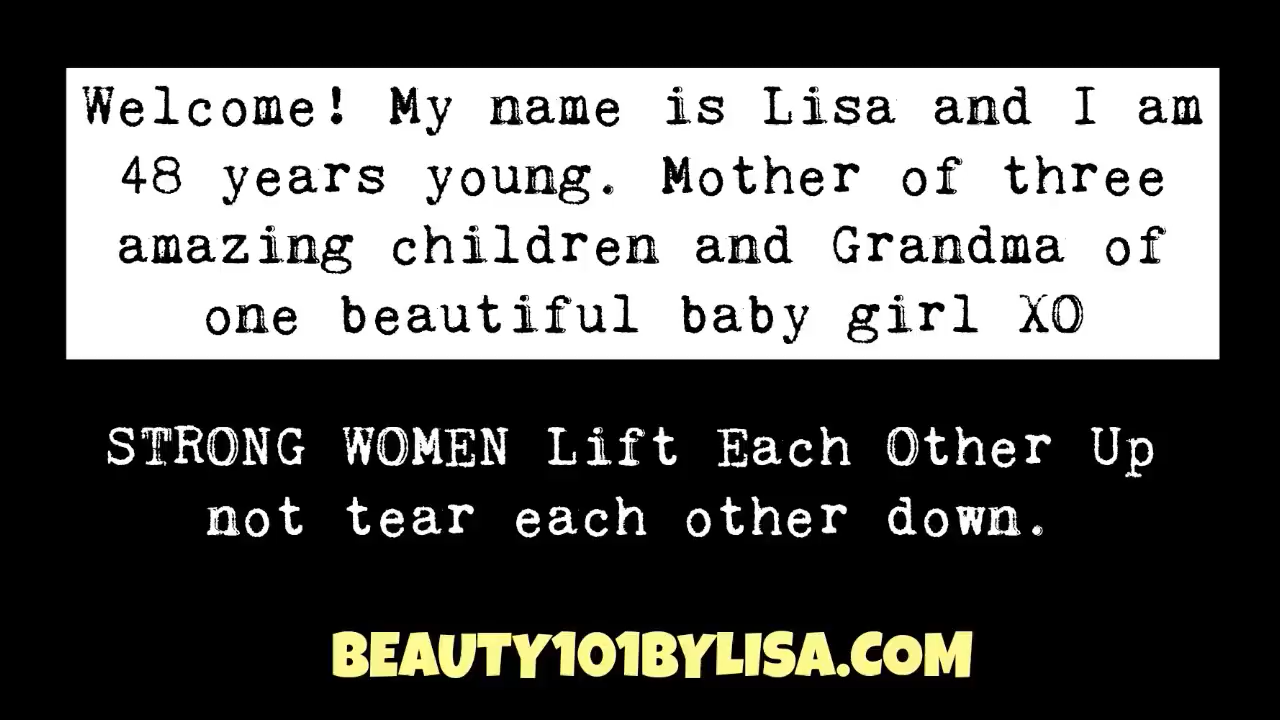 Welcome! My name is Lisa and I am
48 years young. Mother of three
amazing children and Grandma of
one beautiful baby girl XO
STRONG WOMEN Lift Each Other Up
not tear each other down.
BEAUTY101BYLISA.COM